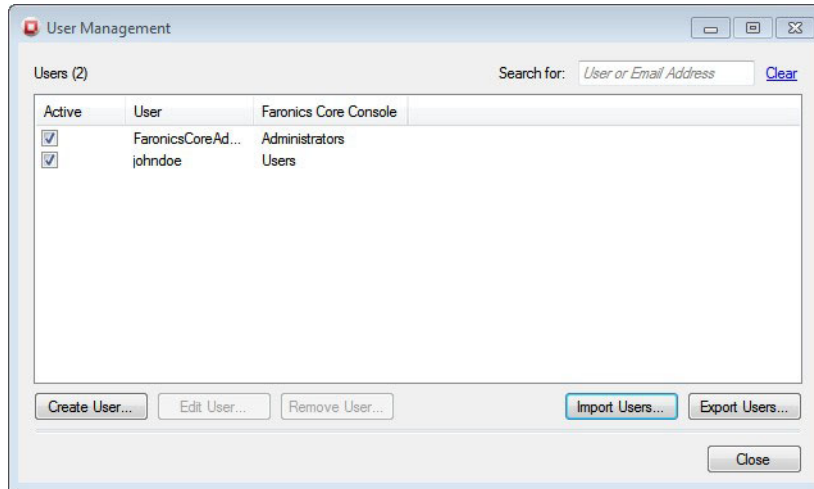 User Management
Users (2)
Search for: User or Email Address Clear
Active User Faronics Core Console
FaronicsCoreAd... Administrators
johndoe Users
Create User... Edit User... Remove User... Import Users... Export Users...
Close